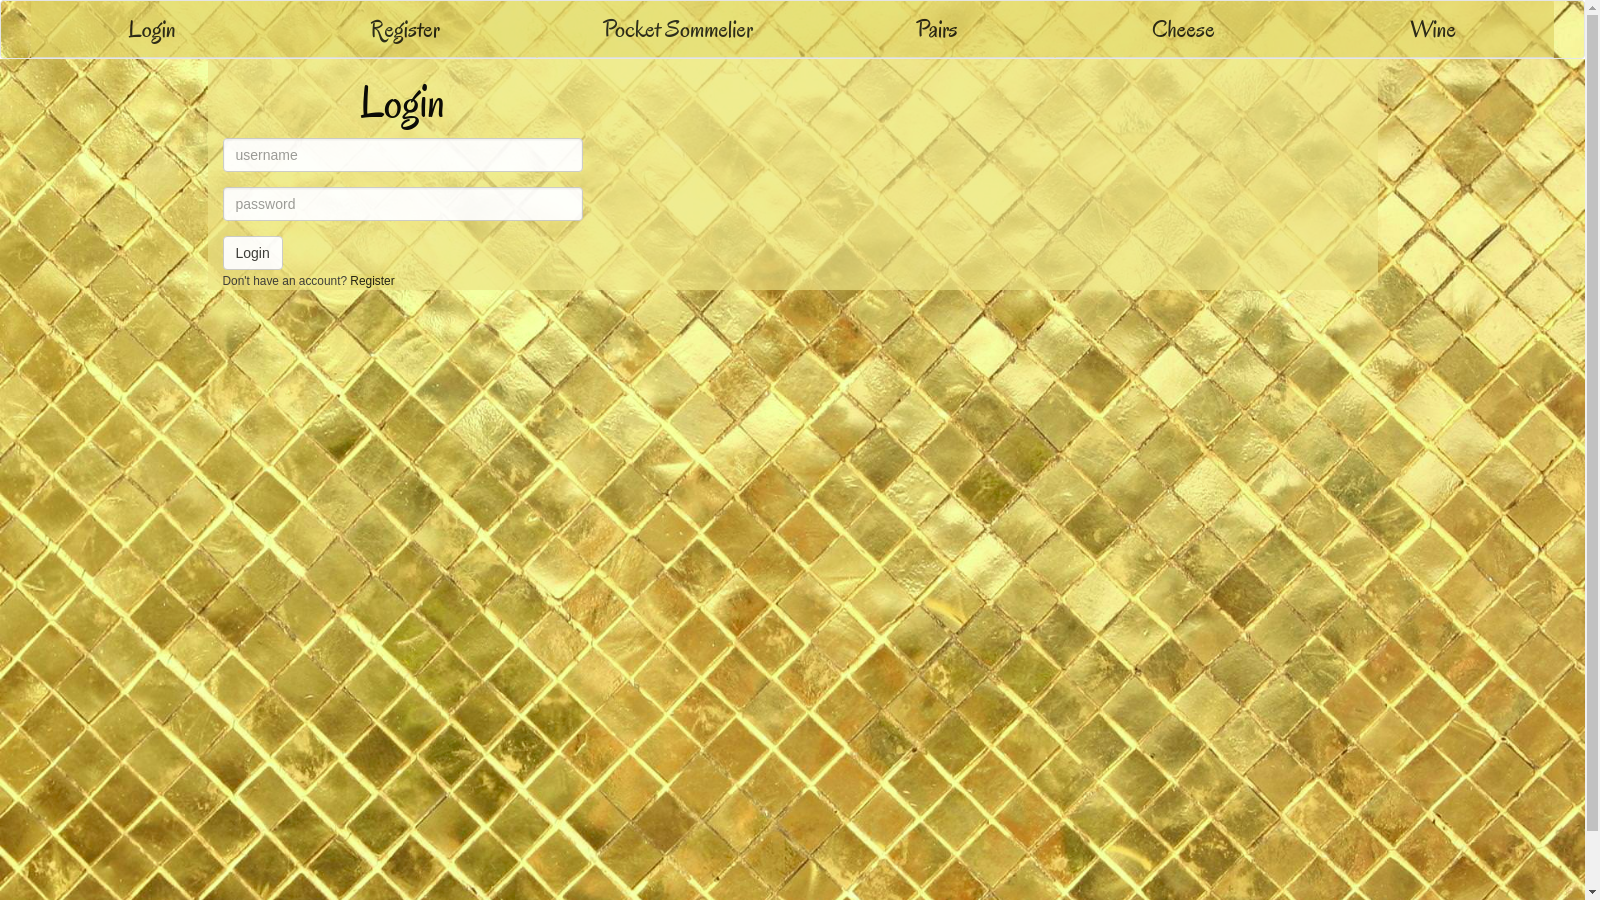 Login Register Pocket Sommelier Pairs Cheese Wine
Login
username
password
Login
Don't have an account? Register